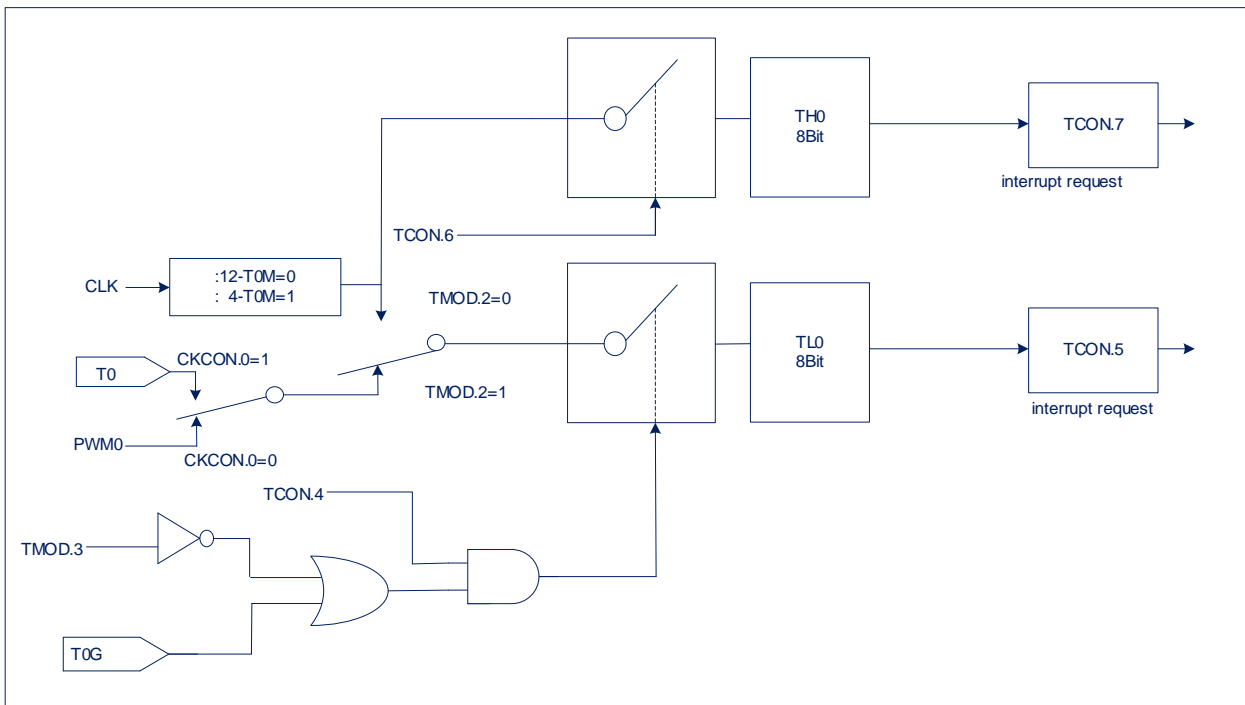 TH0
8Bit
TCON.7
interrupt request
TCON.6
CLK
:12-T0M=0
: 4-T0M=1
TMOD.2=0
TL0
8Bit
TCON.5
interrupt request
T0
CKCON.0=1
TMOD.2=1
PWM0
CKCON.0=0
TCON.4
TMOD.3
T0G